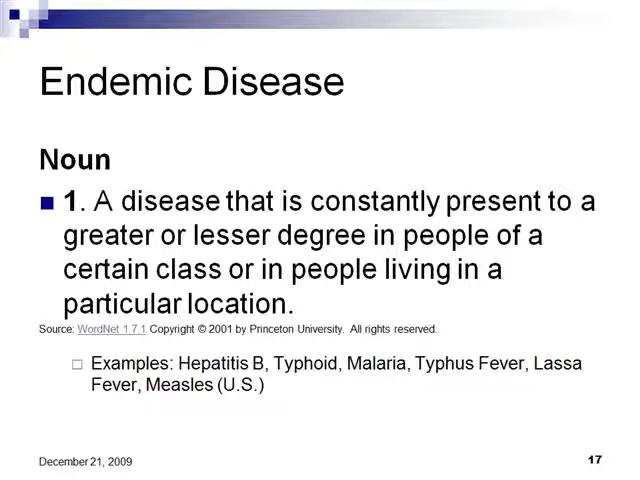 Endemic Disease
Noun
1. A disease that is constantly present to a
greater or lesser degree in people of a
certain class or in people living in a
particular location.
Source: WordNet 1.7.1 Copyright © 2001 by Princeton University. All rights reserved.
Examples: Hepatitis B, Typhoid, Malaria, Typhus Fever, Lassa
Fever, Measles (U.S.)
December 21, 2009
17